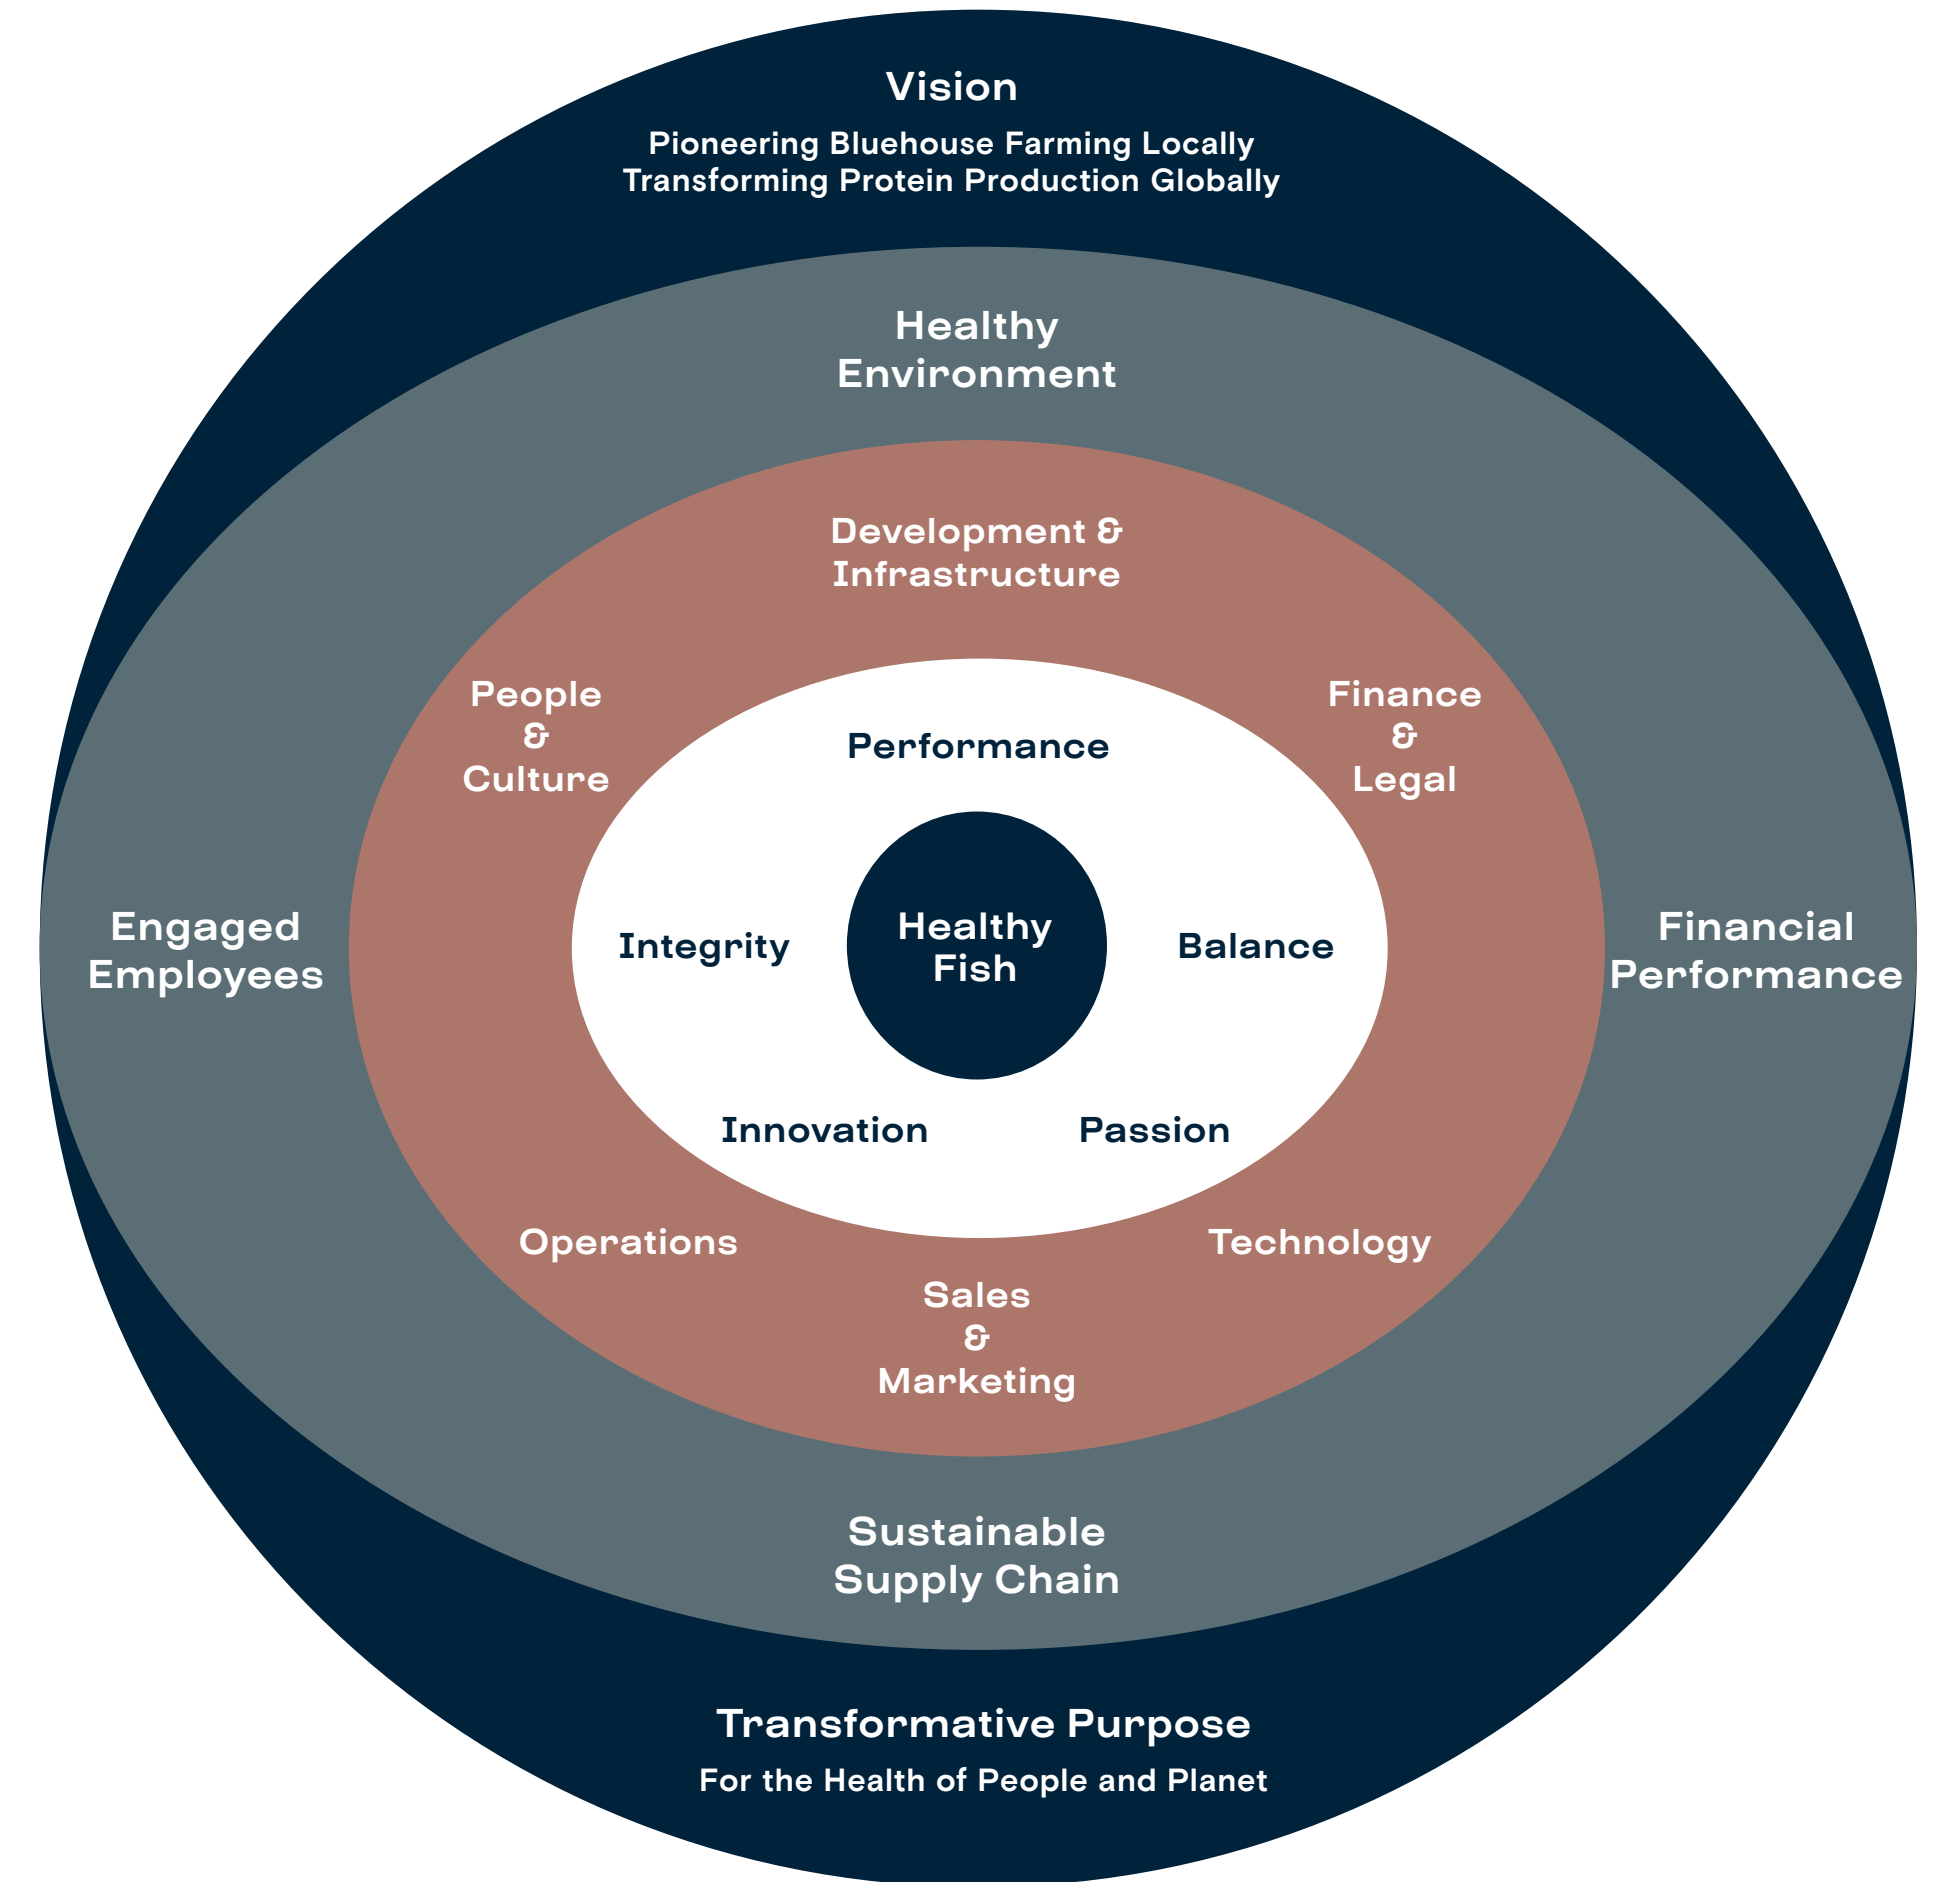 Vision
Pioneering Bluehouse Farming Locally
Transforming Protein Production Globally
Healthy
Environment
Development &
Infrastructure
People
&
Culture
Finance
&
Legal
Performance
Engaged
Employees
Integrity
Healthy
Fish
Balance
Financial
Performance
Innovation
Passion
Operations
Technology
Sales
&
Marketing
Sustainable
Supply Chain
Transformative Purpose
For the Health of People and Planet